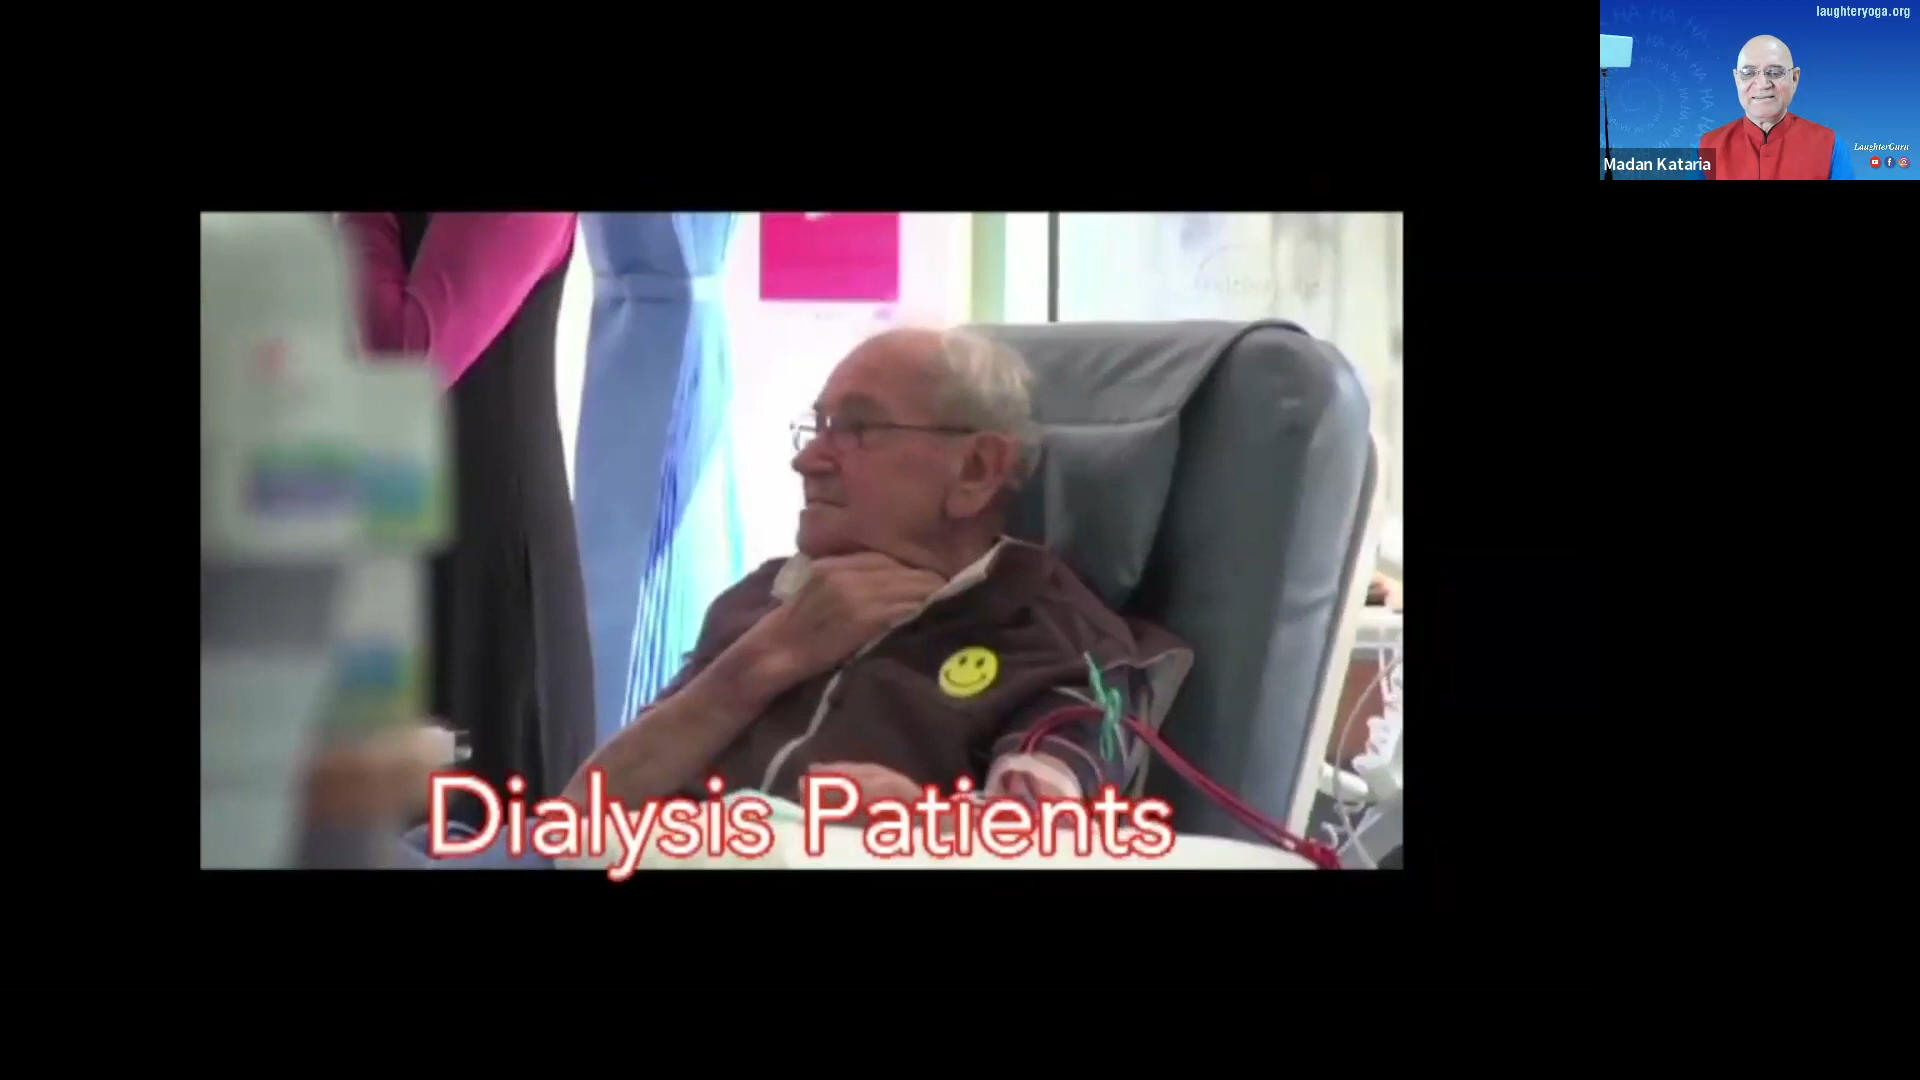 laughteryoga.org
Madan Kataria
LaughterGuru
Dialysis Patients